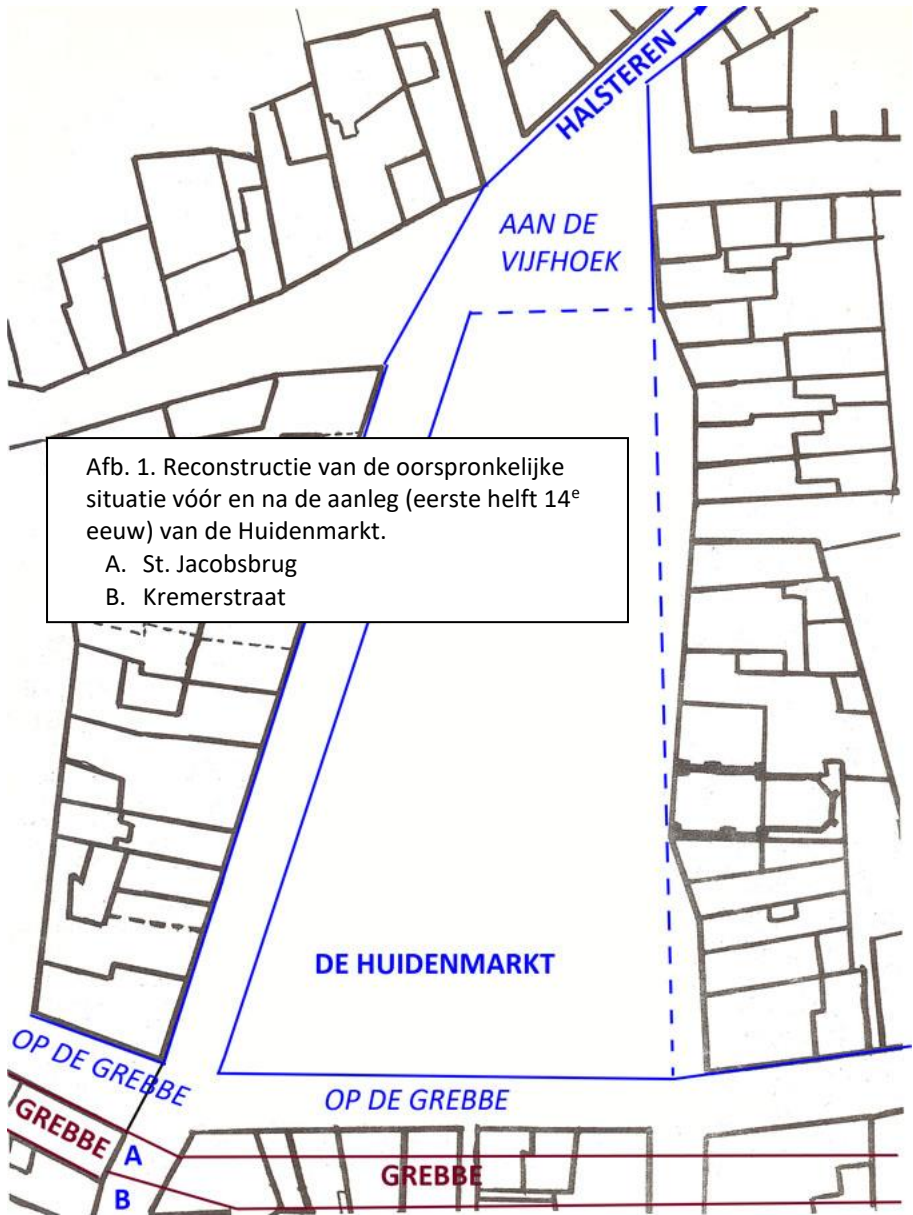 HALSTEREN
AAN DE
VIJFHOEK
Afb. 1. Reconstructie van de oorspronkelijke
situatie vóór en na de aanleg (eerste helft 14e
eeuw) van de Huidenmarkt.
A. St. Jacobsbrug
B. Kremerstraat
DE HUIDENMARKT
OP DE GREBBE
OP DE GREBBE
GREBBE
A
GREBBE
B